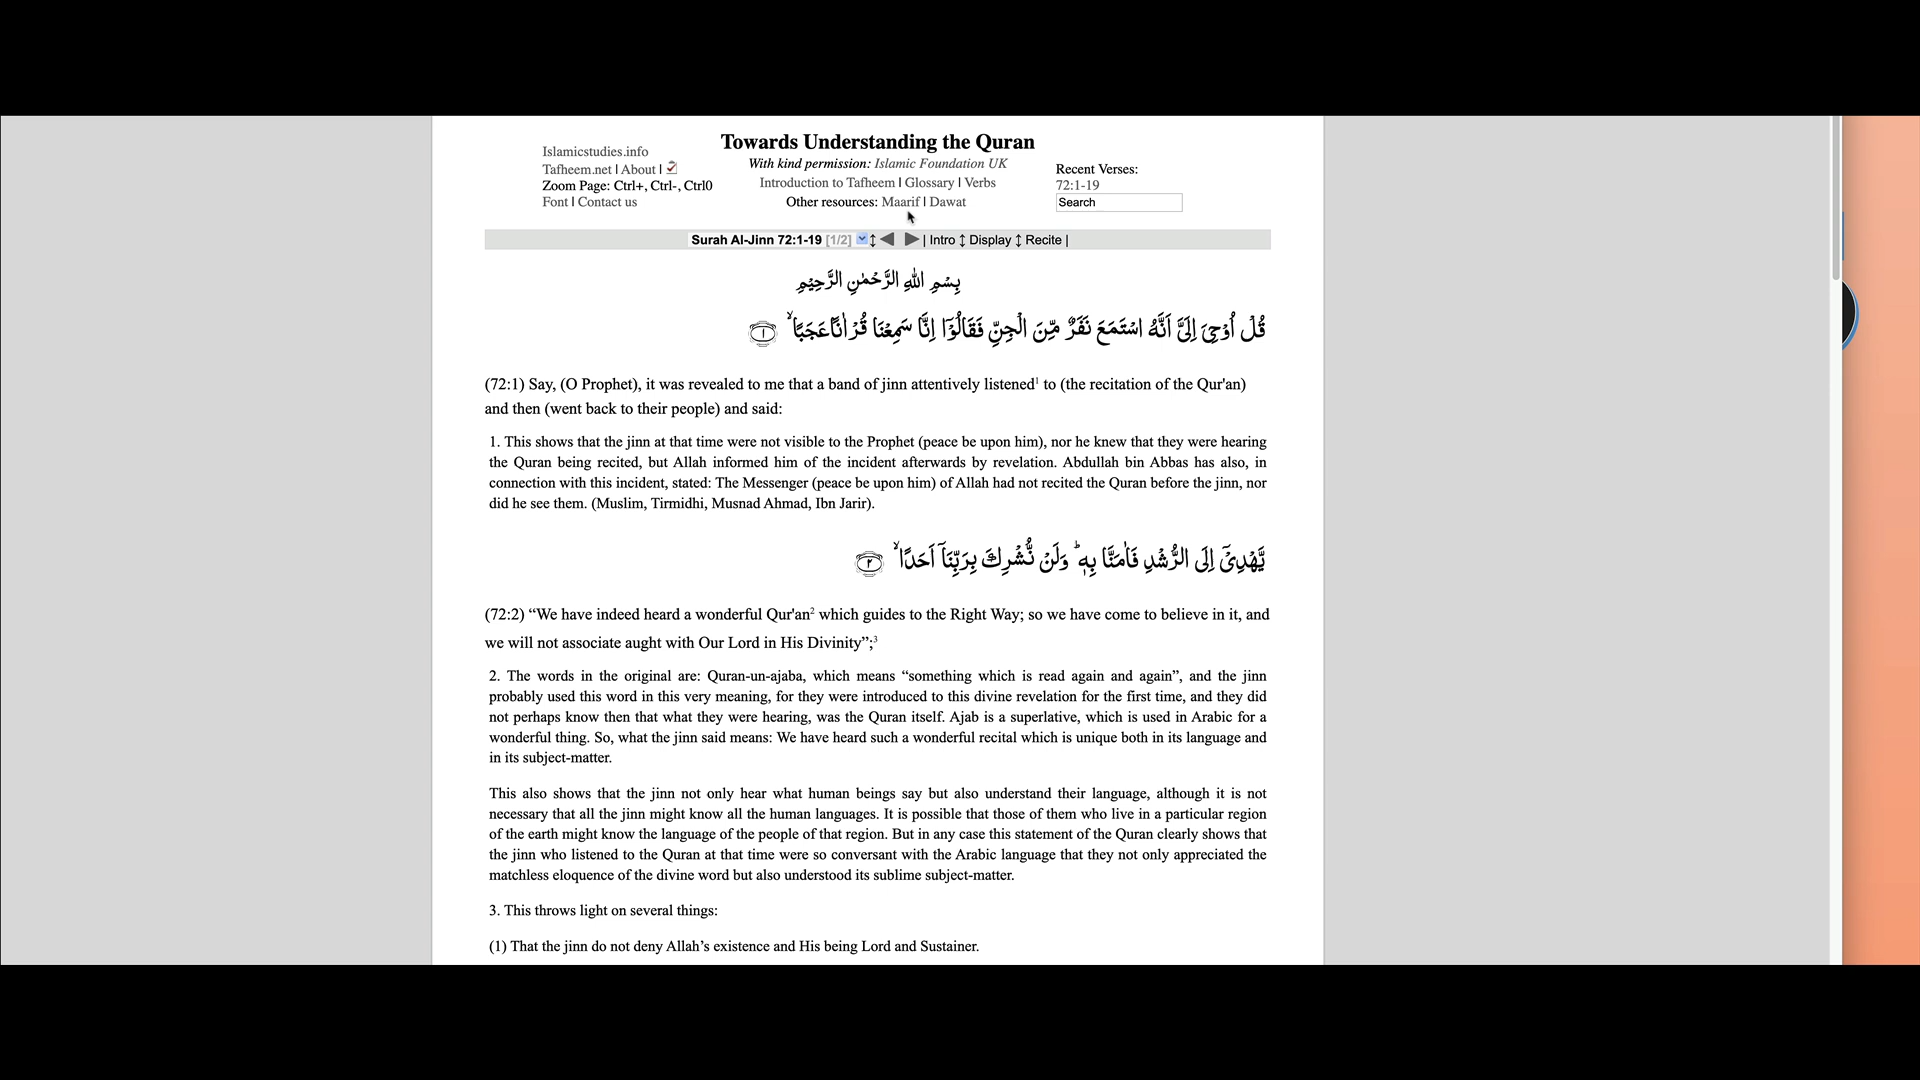 Islamicstudies.info
Tafheem.net | About |
Zoom Page: Ctrl+, Ctrl-, Ctrl0
Font | Contact us
Towards Understanding the Quran
With kind permission: Islamic Foundation UK
Introduction to Tafheem | Glossary | Verbs
Other resources: Maarif | Dawat
Recent Verses:
72:1-19
Search
Surah Al-Jinn 72:1-19 [1/2] ↕ ◀ ▶ | Intro ↕ Display ↕ Recite |
بِسْمِ اللّٰهِ الرَّحْمٰنِ الرَّحِيْمِ
قُلْ اُوْحِىَ اِلَىَّ اَنَّهُ اسْتَمَعَ نَفَرٌ مِّنَ الْجِنِّ فَقَالُوْۤا اِنَّا سَمِعْنَا قُرْاٰنًا عَجَبًا ۙ‏ ﴿۱﴾
(72:1) Say, (O Prophet), it was revealed to me that a band of jinn attentively listened1 to (the recitation of the Qur'an)
and then (went back to their people) and said:
1. This shows that the jinn at that time were not visible to the Prophet (peace be upon him), nor he knew that they were hearing
the Quran being recited, but Allah informed him of the incident afterwards by revelation. Abdullah bin Abbas has also, in
connection with this incident, stated: The Messenger (peace be upon him) of Allah had not recited the Quran before the jinn, nor
did he see them. (Muslim, Tirmidhi, Musnad Ahmad, Ibn Jarir).
يَّهْدِىْۤ اِلَى الرُّشْدِ فَاٰمَنَّا بِهٖ‌ ؕ وَلَنْ نُّشْرِكَ بِرَبِّنَاۤ اَحَدًا ۙ‏ ﴿۲﴾
(72:2) “We have indeed heard a wonderful Qur'an2 which guides to the Right Way; so we have come to believe in it, and
we will not associate aught with Our Lord in His Divinity”;3
2. The words in the original are: Quran-un-ajaba, which means “something which is read again and again”, and the jinn
probably used this word in this very meaning, for they were introduced to this divine revelation for the first time, and they did
not perhaps know then that what they were hearing, was the Quran itself. Ajab is a superlative, which is used in Arabic for a
wonderful thing. So, what the jinn said means: We have heard such a wonderful recital which is unique both in its language and
in its subject-matter.
This also shows that the jinn not only hear what human beings say but also understand their language, although it is not
necessary that all the jinn might know all the human languages. It is possible that those of them who live in a particular region
of the earth might know the language of the people of that region. But in any case this statement of the Quran clearly shows that
the jinn who listened to the Quran at that time were so conversant with the Arabic language that they not only appreciated the
matchless eloquence of the divine word but also understood its sublime subject-matter.
3. This throws light on several things:
(1) That the jinn do not deny Allah’s existence and His being Lord and Sustainer.